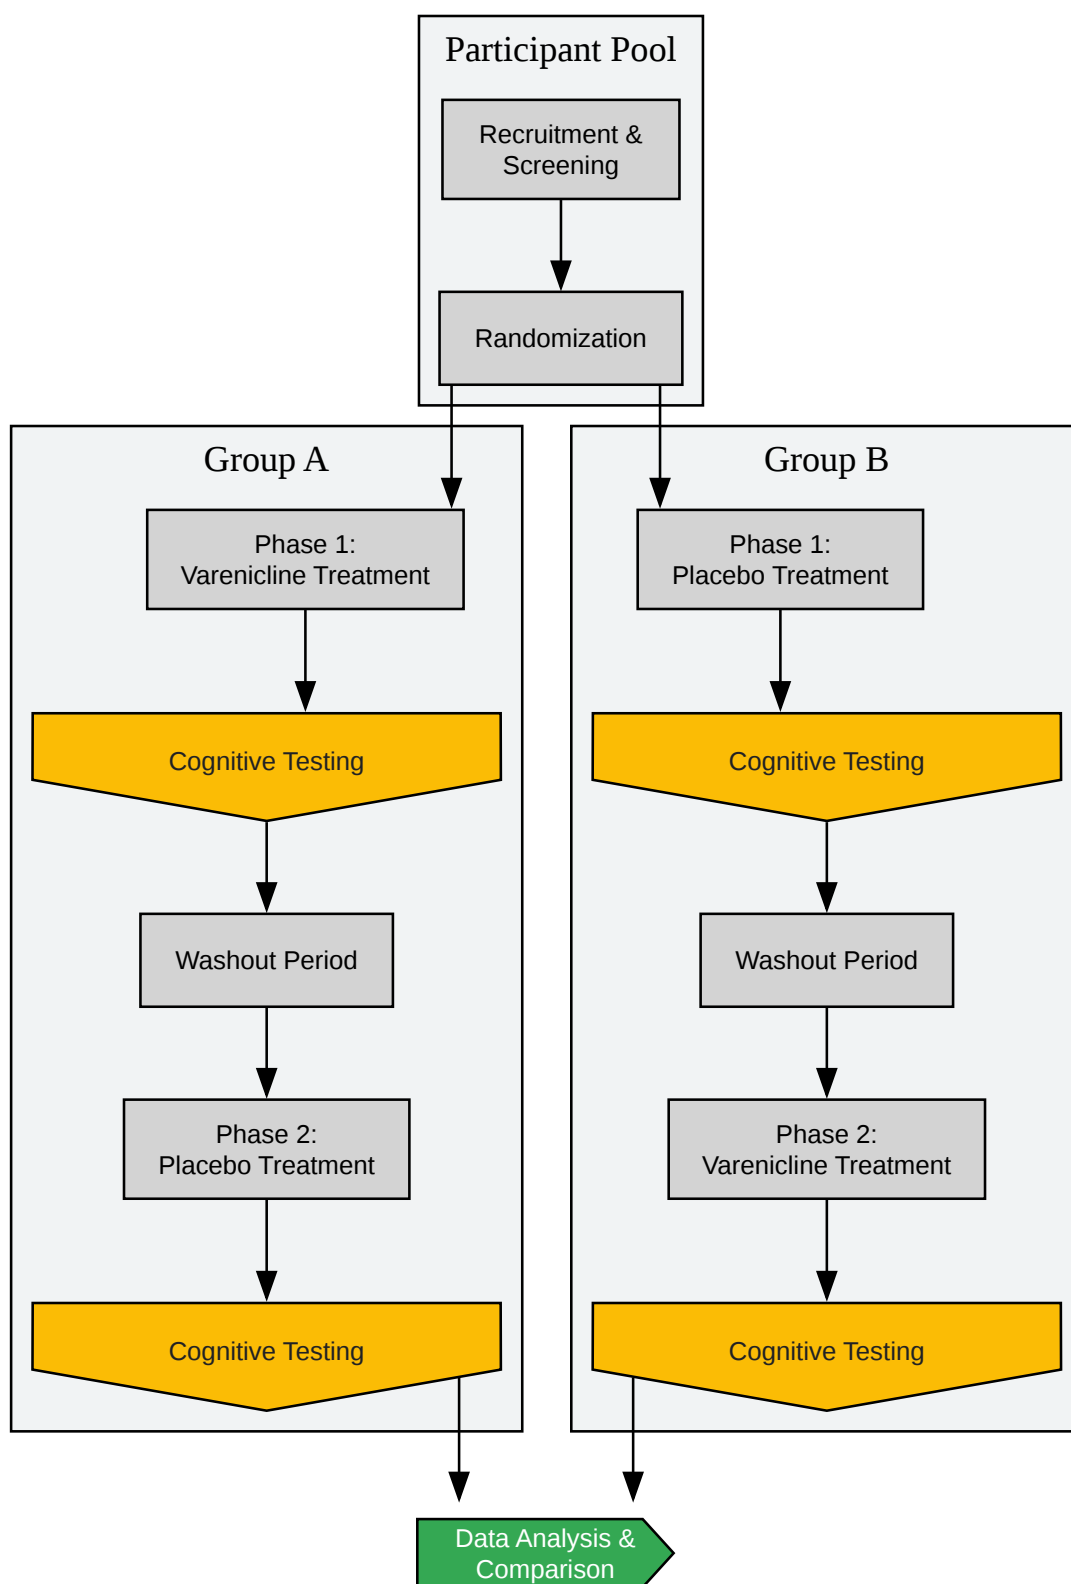 Participant Pool
Recruitment &
Screening
Randomization
Group A
Phase 1:
Varenicline Treatment
Cognitive Testing
Washout Period
Phase 2:
Placebo Treatment
Cognitive Testing
Group B
Phase 1:
Placebo Treatment
Cognitive Testing
Washout Period
Phase 2:
Varenicline Treatment
Cognitive Testing
Data Analysis &
Comparison